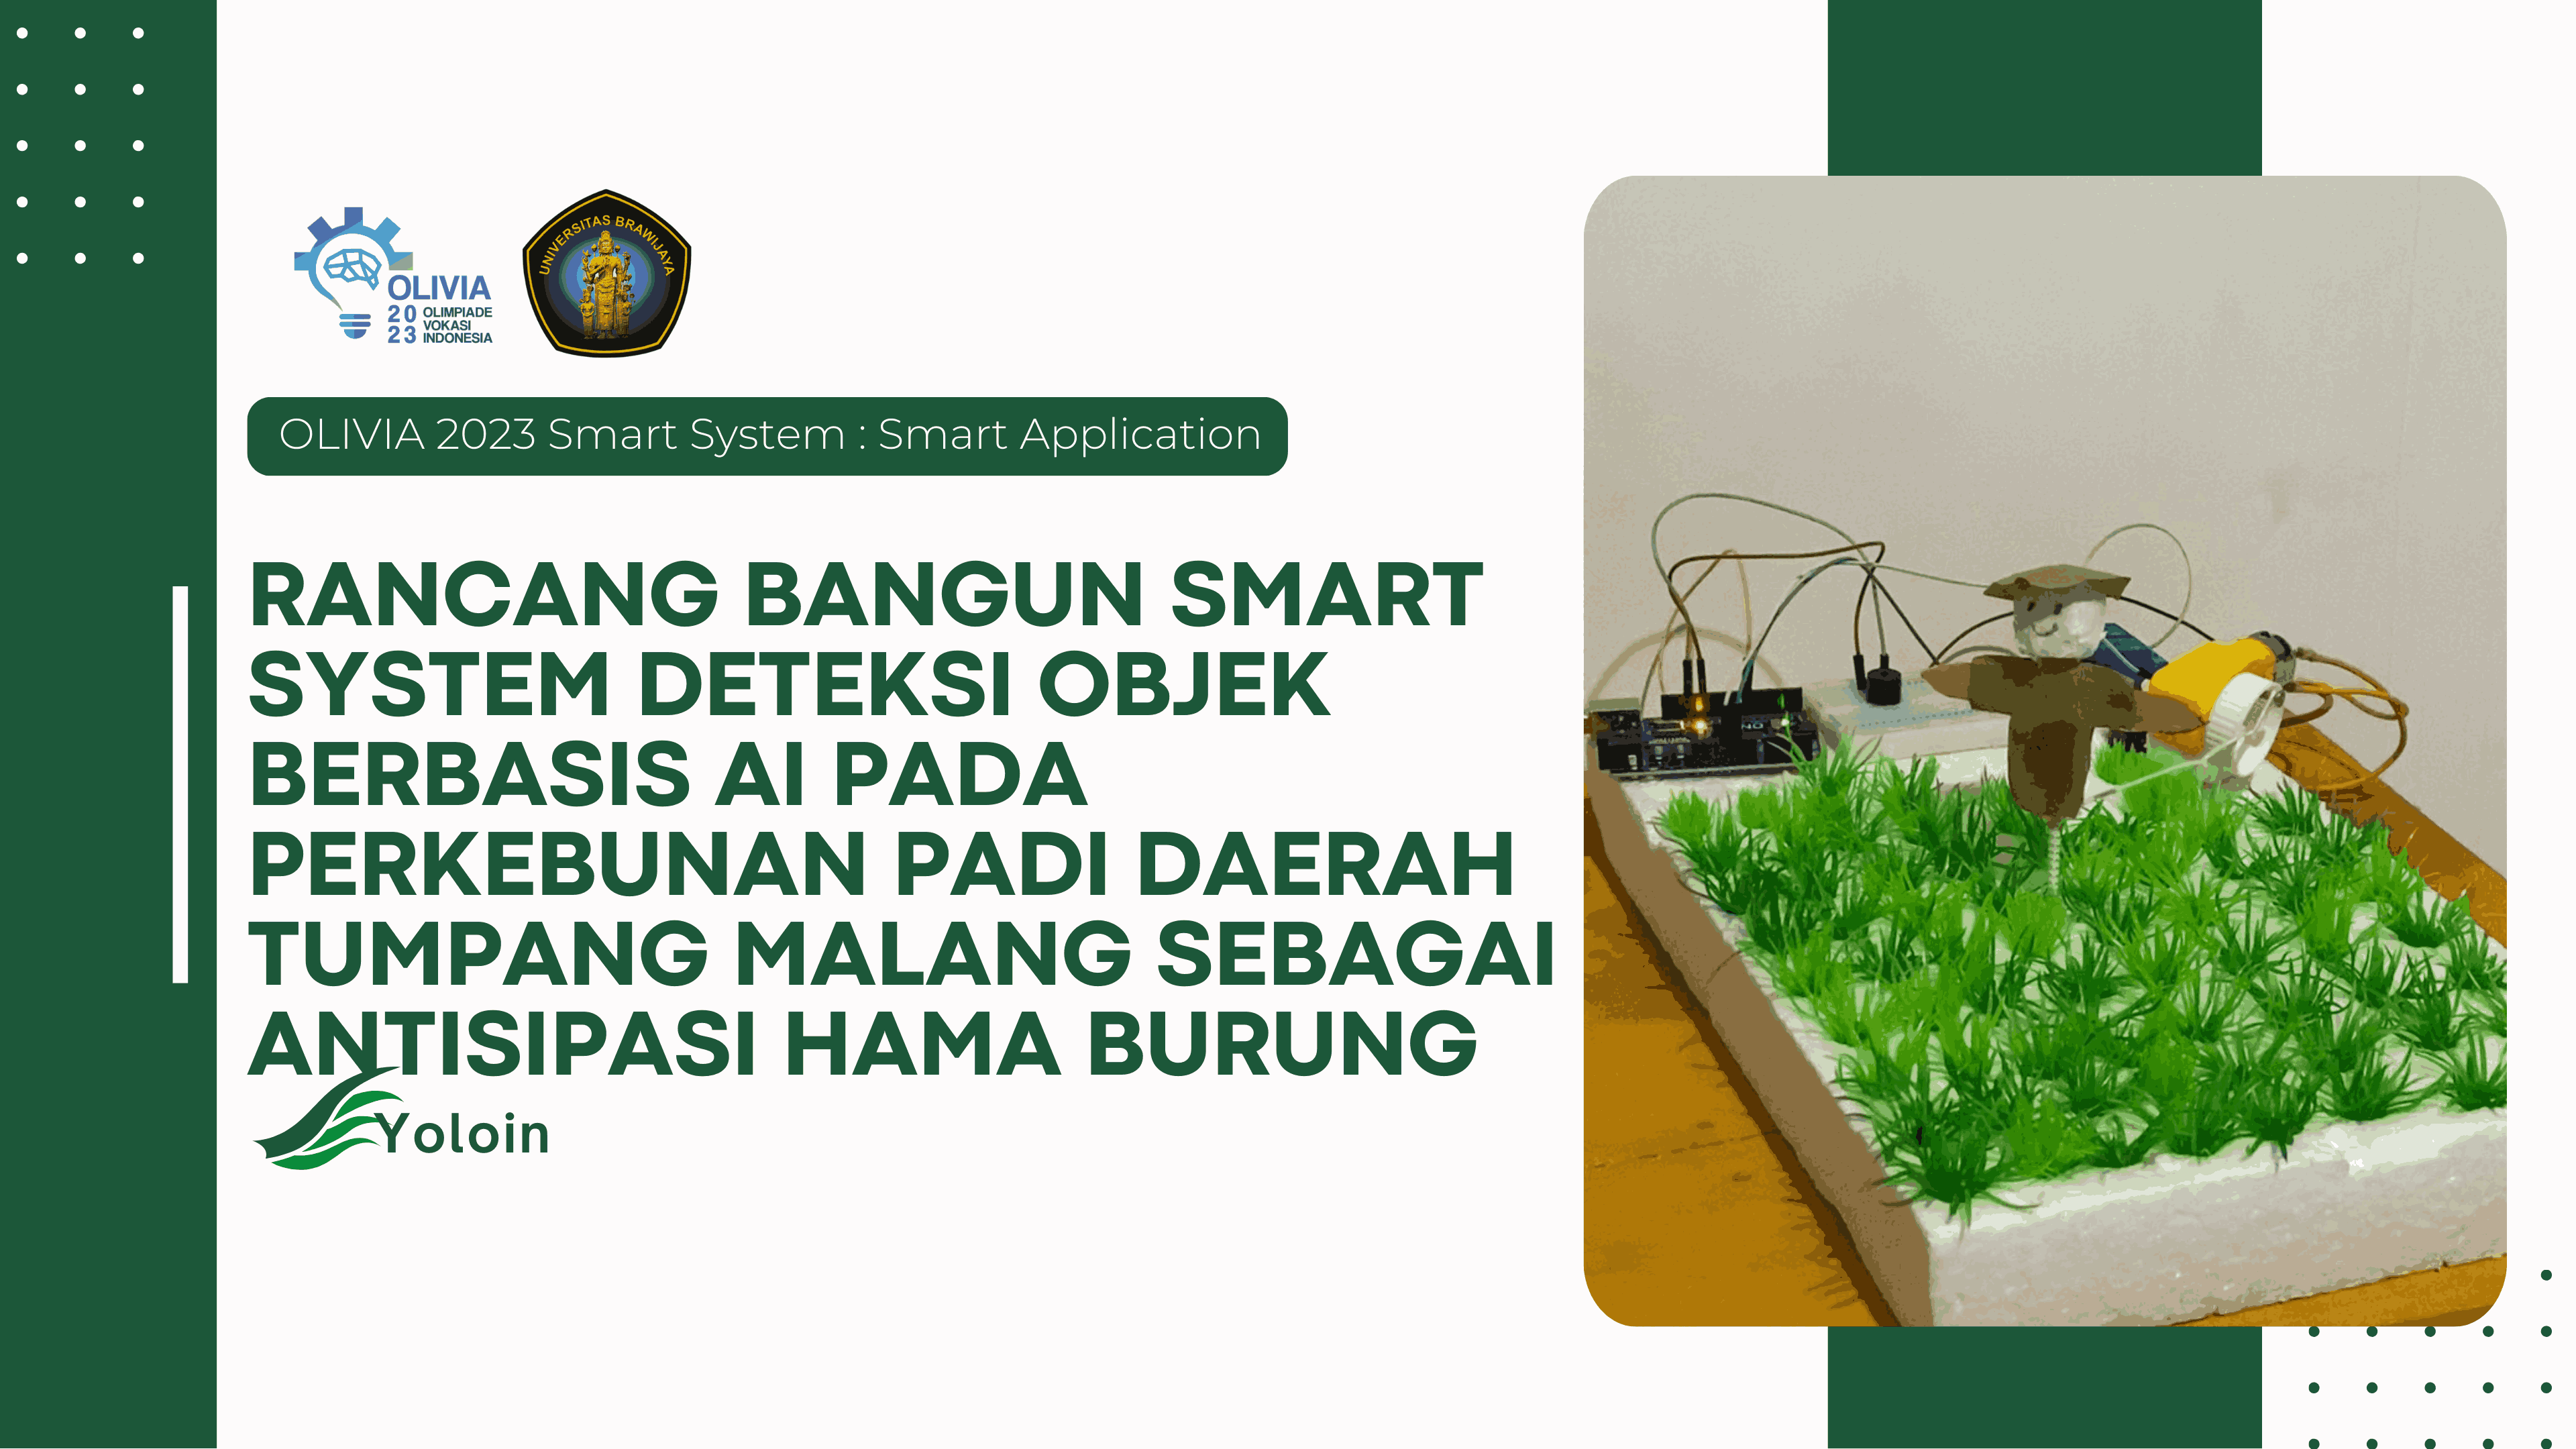 OLIVIA
20 OLIMPIADE
VOKASI
23 INDONESIA
UNIVERSITAS BRAWIJAYA
OLIVIA 2023 Smart System : Smart Application
RANCANG BANGUN SMART
SYSTEM DETEKSI OBJEK
BERBASIS AI PADA
PERKEBUNAN PADI DAERAH
TUMPANG MALANG SEBAGAI
ANTISIPASI HAMA BURUNG
Yoloin